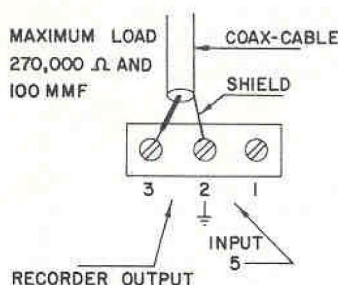 MAXIMUM LOAD
270,000 Ω AND
100 MMF
COAX-CABLE
SHIELD
3 2 1
INPUT
5
RECORDER OUTPUT